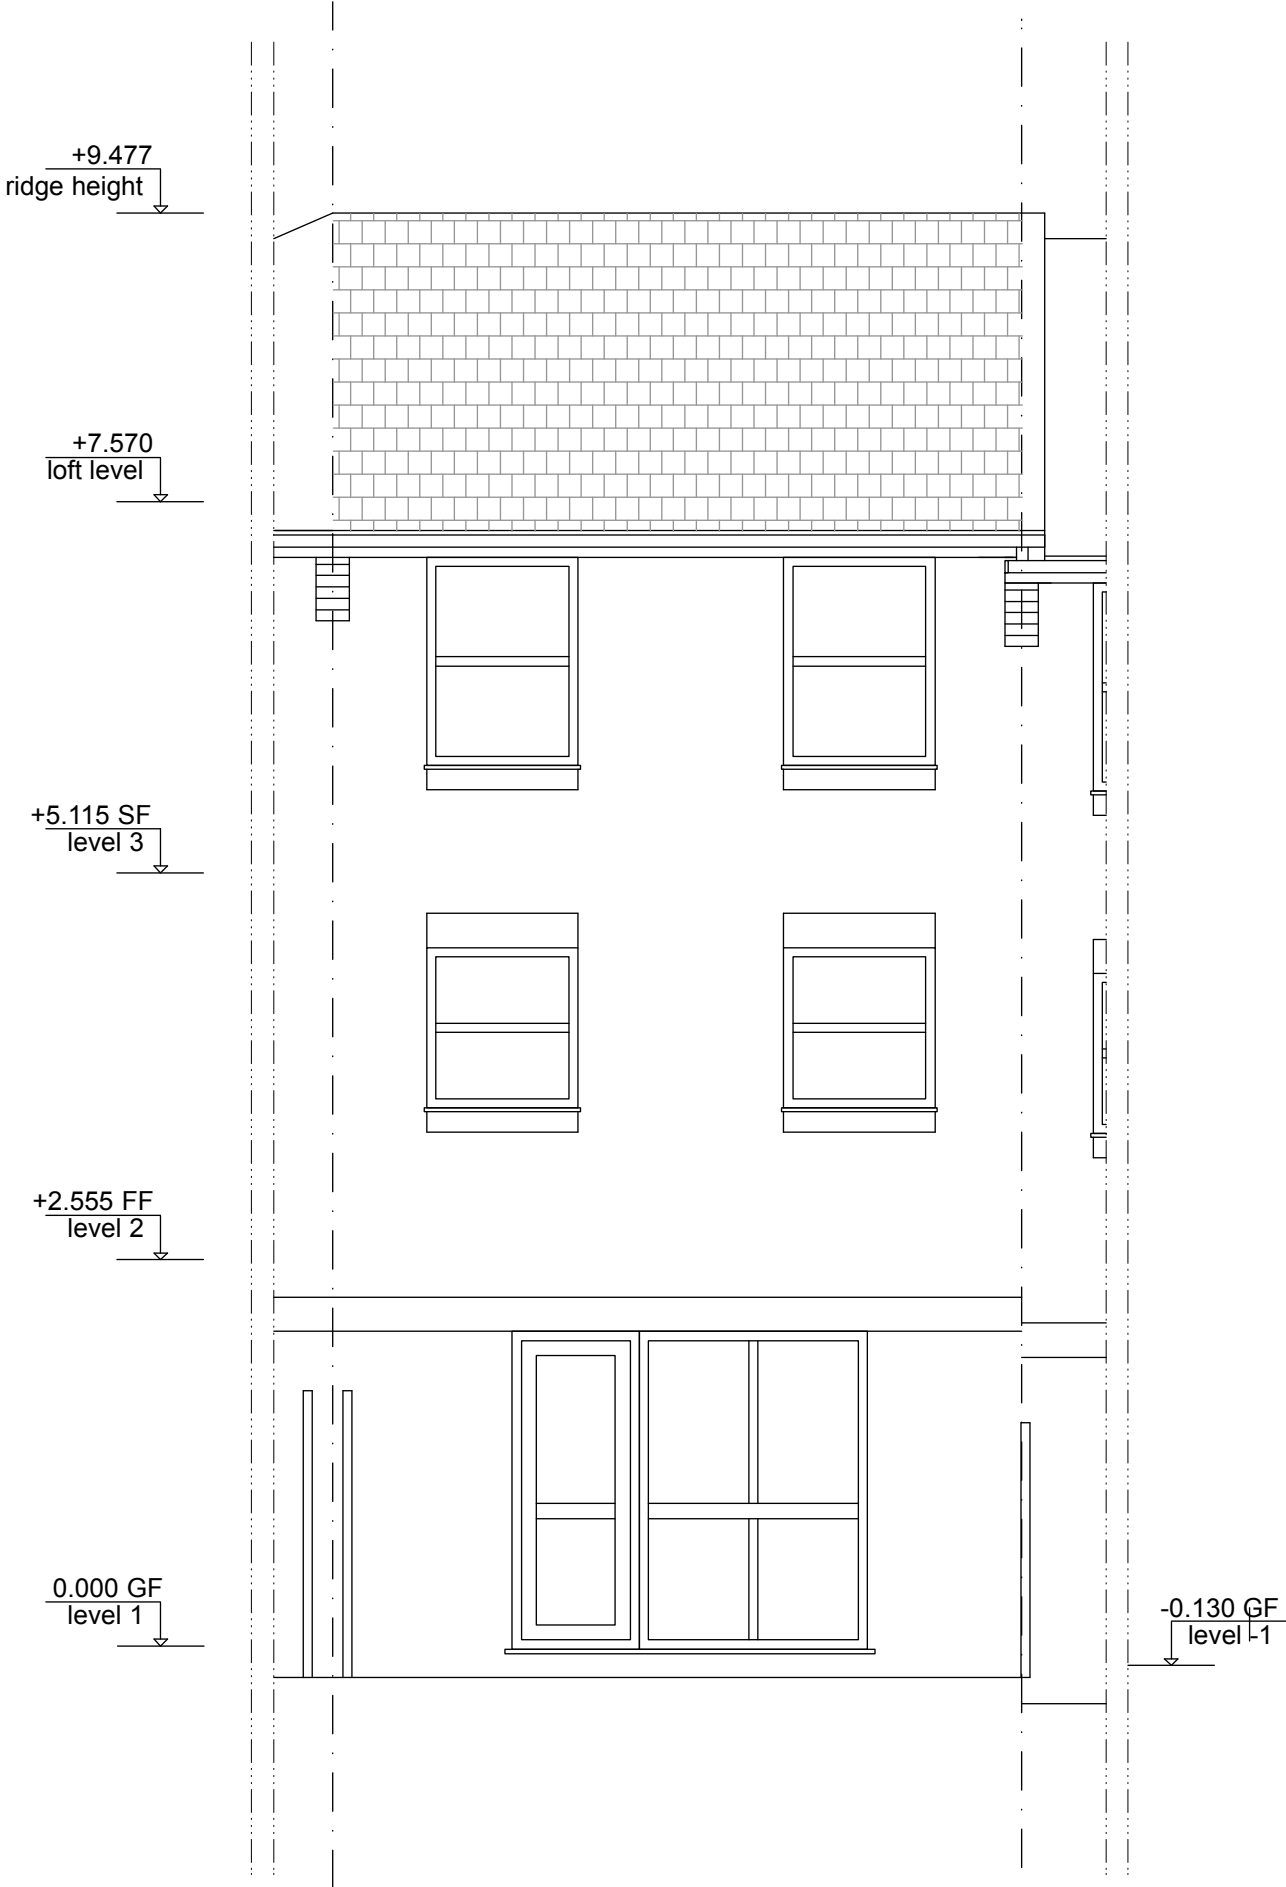 +9.477
ridge height
+7.570
loft level
+5.115 SF
level 3
+2.555 FF
level 2
0.000 GF
level 1
-0.130 GF
level -1